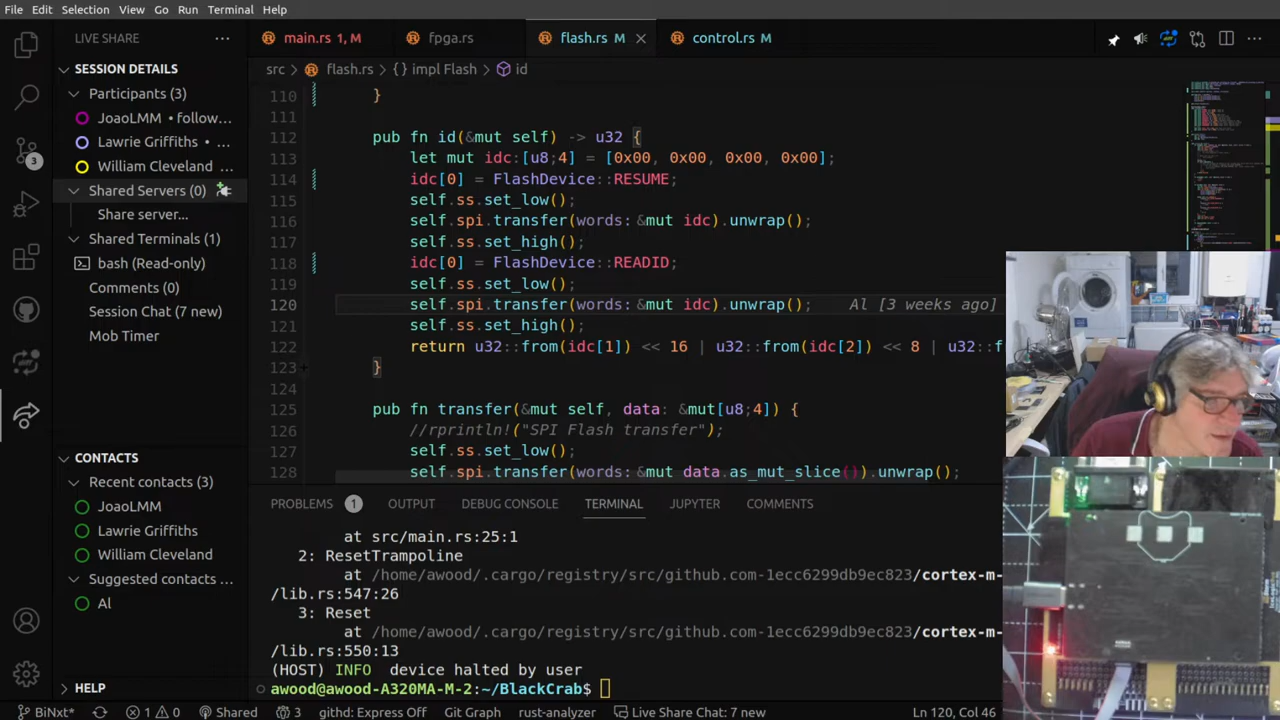 File Edit Selection View Go Run Terminal Help
LIVE SHARE
SESSION DETAILS
Participants (3)
JoaoLMM • follow...
Lawrie Griffiths • ...
William Cleveland ...
Shared Servers (0)
Share server...
Shared Terminals (1)
bash (Read-only)
Comments (0)
Session Chat (7 new)
Mob Timer
CONTACTS
Recent contacts (3)
JoaoLMM
Lawrie Griffiths
William Cleveland
Suggested contacts ...
Al
HELP
3
main.rs 1, M
fpga.rs
flash.rs M
control.rs M
src > flash.rs > {} impl Flash > id
110 }
111
112 pub fn id(&mut self) -> u32 {
113 let mut idc:[u8;4] = [0x00, 0x00, 0x00, 0x00];
114 idc[0] = FlashDevice::RESUME;
115 self.ss.set_low();
116 self.spi.transfer(words: &mut idc).unwrap();
117 self.ss.set_high();
118 idc[0] = FlashDevice::READID;
119 self.ss.set_low();
120 self.spi.transfer(words: &mut idc).unwrap(); Al [3 weeks ago]
121 self.ss.set_high();
122 return u32::from(idc[1]) << 16 | u32::from(idc[2]) << 8 | u32::f
123 }
124
125 pub fn transfer(&mut self, data: &mut[u8;4]) {
126 //rprintln!("SPI Flash transfer");
127 self.ss.set_low();
128 self.spi.transfer(words: &mut data.as_mut_slice()).unwrap();
PROBLEMS 1 OUTPUT DEBUG CONSOLE TERMINAL JUPYTER COMMENTS
at src/main.rs:25:1
2: ResetTrampoline
at /home/awood/.cargo/registry/src/github.com-1ecc6299db9ec823/cortex-m-
/lib.rs:547:26
3: Reset
at /home/awood/.cargo/registry/src/github.com-1ecc6299db9ec823/cortex-m-
/lib.rs:550:13
(HOST) INFO device halted by user
awood@awood-A320MA-M-2:~/BlackCrab$
BiNxt* 1 0 Shared 3 githd: Express Off Git Graph rust-analyzer Live Share Chat: 7 new Ln 120, Col 46